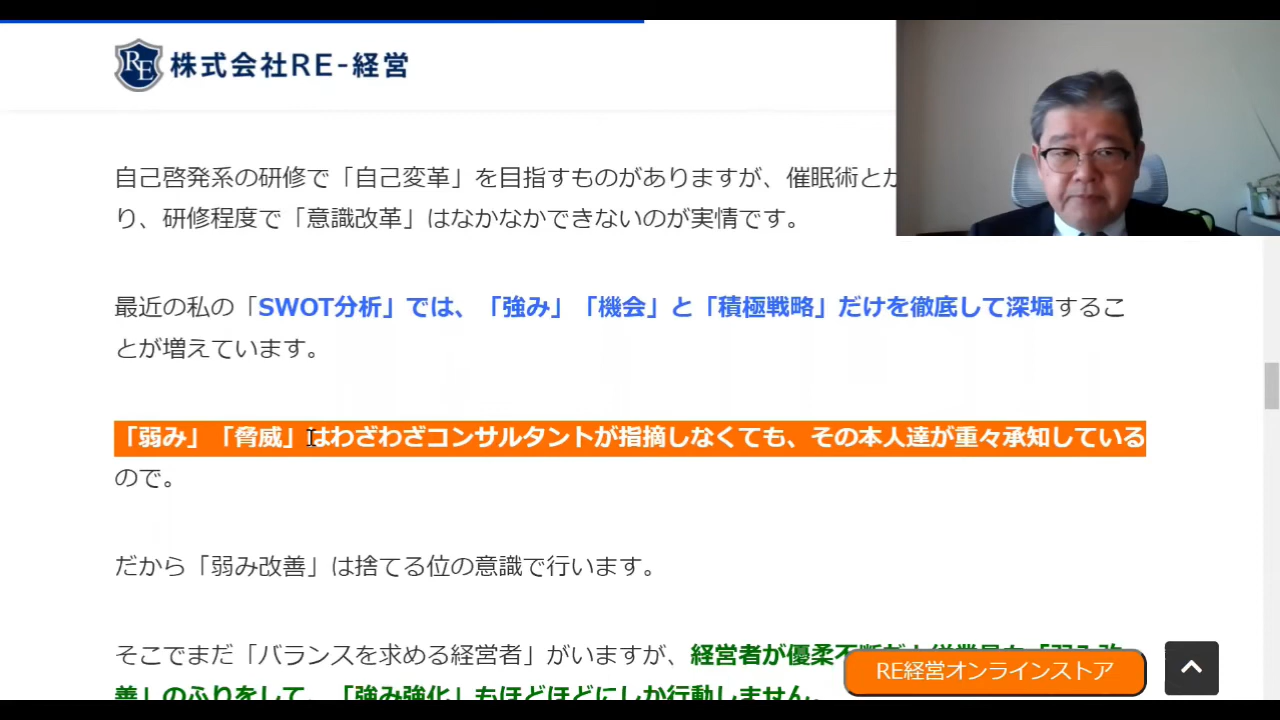 RE 株式会社RE-経営
自己啓発系の研修で「自己変革」を目指すものがありますが、催眠術とか
り、研修程度で「意識改革」はなかなかできないのが実情です。
最近の私の「SWOT分析」では、「強み」「機会」と「積極戦略」だけを徹底して深堀するこ
とが増えています。
「弱み」「脅威」はわざわざコンサルタントが指摘しなくても、その本人達が重々承知している
ので。
だから「弱み改善」は捨てる位の意識で行います。
そこでまだ「バランスを求める経営者」がいますが、経営者が優柔不断だと従業員も「弱み改
善」のふりをして、「強み強化」もほどほどにしか行動しません。
RE経営オンラインストア